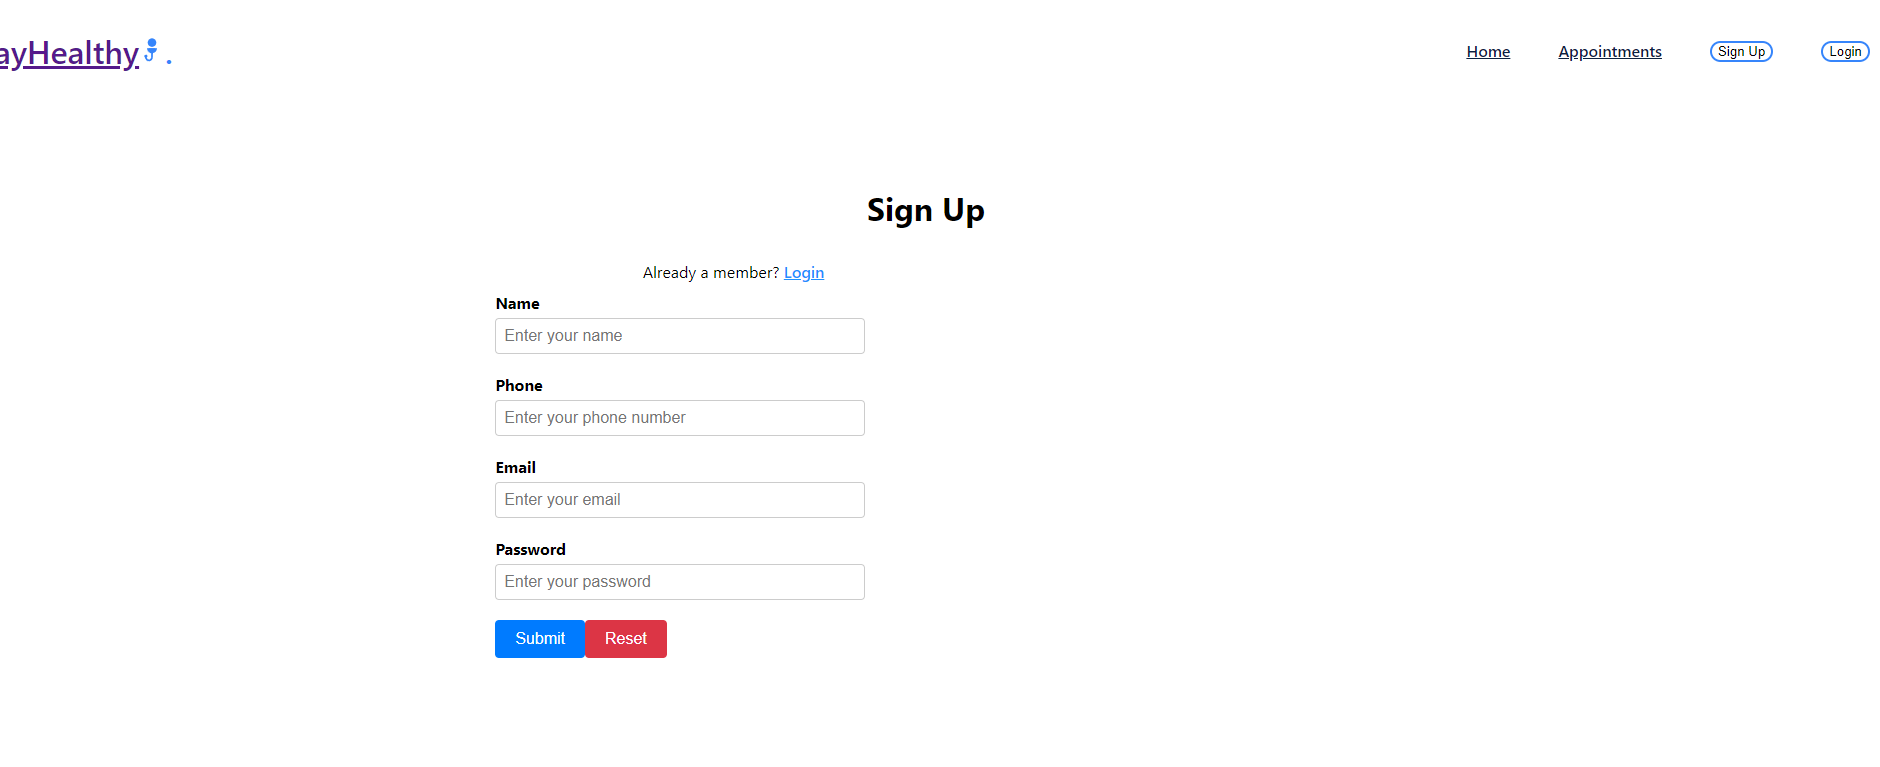 ayHealthy.
Home Appointments Sign Up Login
Sign Up
Already a member? Login
Name
Enter your name
Phone
Enter your phone number
Email
Enter your email
Password
Enter your password
Submit Reset